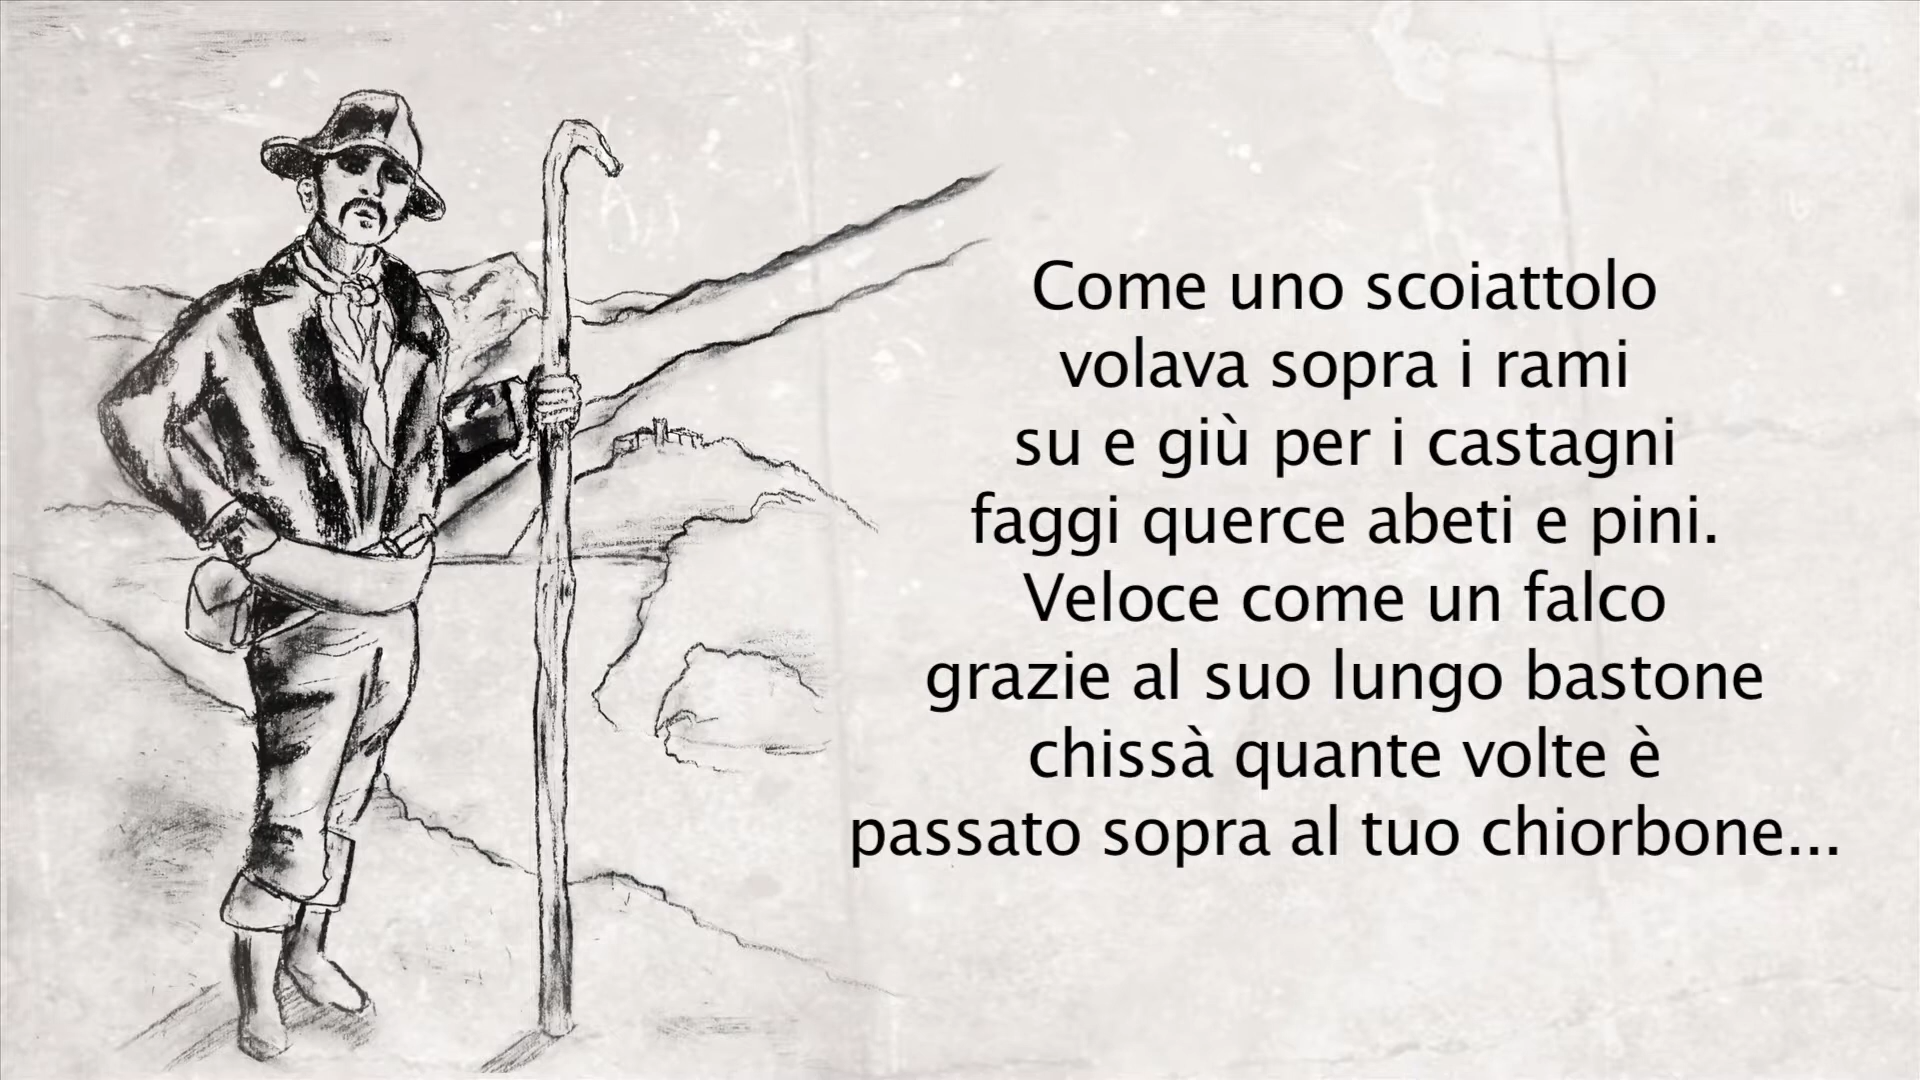 Come uno scoiattolo
volava sopra i rami
su e giù per i castagni
faggi querce abeti e pini.
Veloce come un falco
grazie al suo lungo bastone
chissà quante volte è
passato sopra al tuo chiorbone...